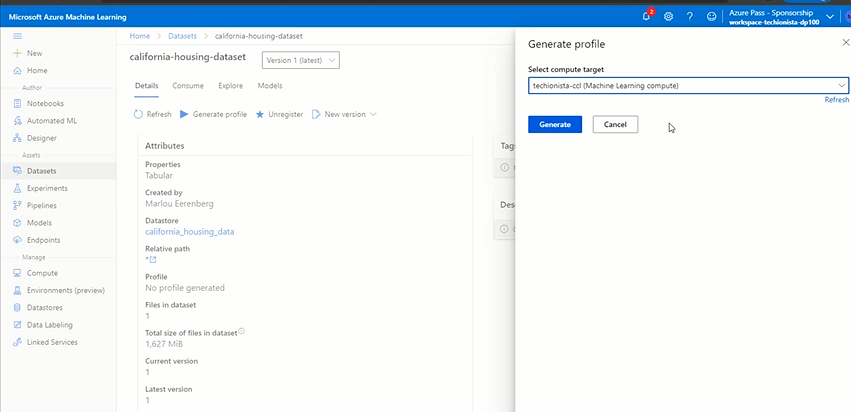 Microsoft Azure Machine Learning
2
Azure Pass - Sponsorship
workspace-techionista-dp100
New
Home
Author
Notebooks
Automated ML
Designer
Assets
Datasets
Experiments
Pipelines
Models
Endpoints
Manage
Compute
Environments (preview)
Datastores
Data Labeling
Linked Services
Home > Datasets > california-housing-dataset
california-housing-dataset
Version 1 (latest)
Details Consume Explore Models
Refresh Generate profile Unregister New version
Attributes
Properties
Tabular
Created by
Marlou Eerenberg
Datastore
california_housing_data
Relative path
*
Profile
No profile generated
Files in dataset
1
Total size of files in dataset
1,627 MiB
Current version
1
Latest version
1
Tags
Des
Generate profile
Select compute target
techionista-ccl (Machine Learning compute)
Refresh
Generate Cancel